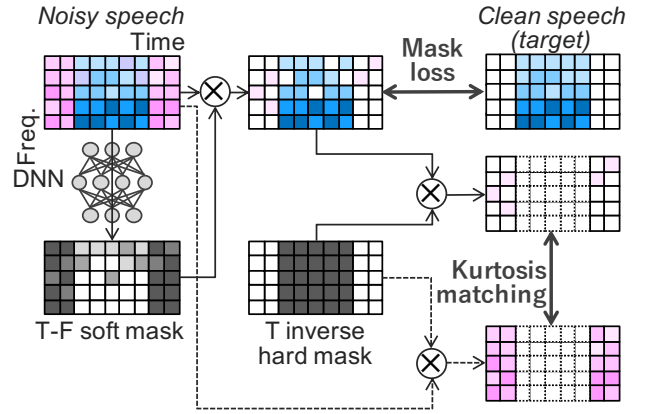 Noisy speech
Time
Freq.
DNN
T-F soft mask
T inverse
hard mask
Mask
loss
Clean speech
(target)
Kurtosis
matching